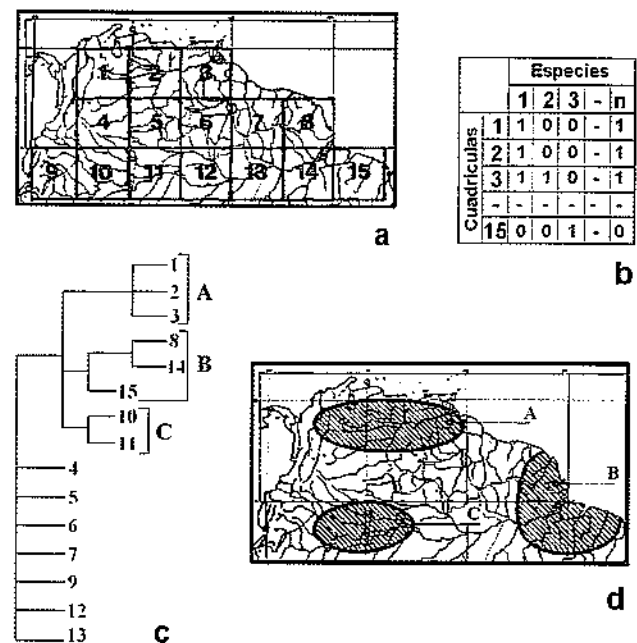 1 2 3
4 5 6 7 8
9 10 11 12 13 14 15
a
Especies
1 2 3 - n
Cuadrículas
1 1 0 0 - 1
2 1 0 0 - 1
3 1 1 0 - 1
- - - - - -
15 0 0 1 - 0
b
1
2 A
3
8
14 B
15
10
11 C
4
5
6
7
9
12
13
c
A
B
C
d